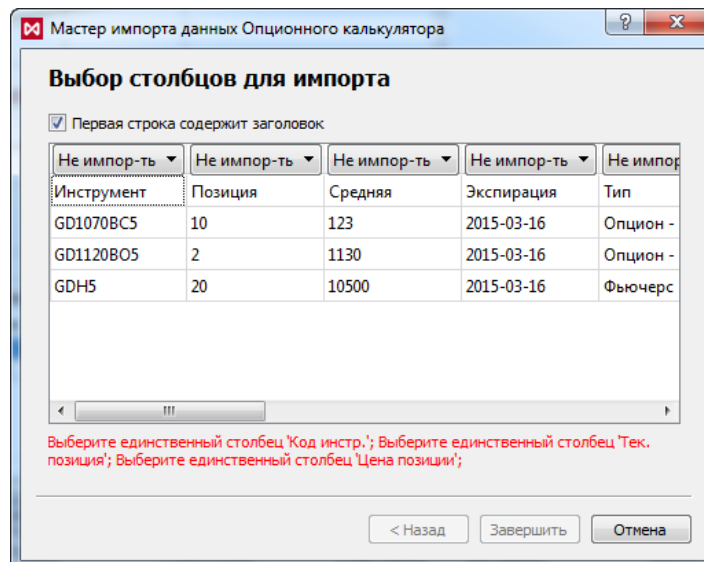 Мастер импорта данных Опционного калькулятора
Выбор столбцов для импорта
Первая строка содержит заголовок
Не импор-ть Не импор-ть Не импор-ть Не импор-ть Не импор
Инструмент Позиция Средняя Экспирация Тип
GD1070BC5 10 123 2015-03-16 Опцион -
GD1120BO5 2 1130 2015-03-16 Опцион -
GDH5 20 10500 2015-03-16 Фьючерс
Выберите единственный столбец 'Код инстр.'; Выберите единственный столбец 'Тек.
позиция'; Выберите единственный столбец 'Цена позиции';
< Назад Завершить Отмена